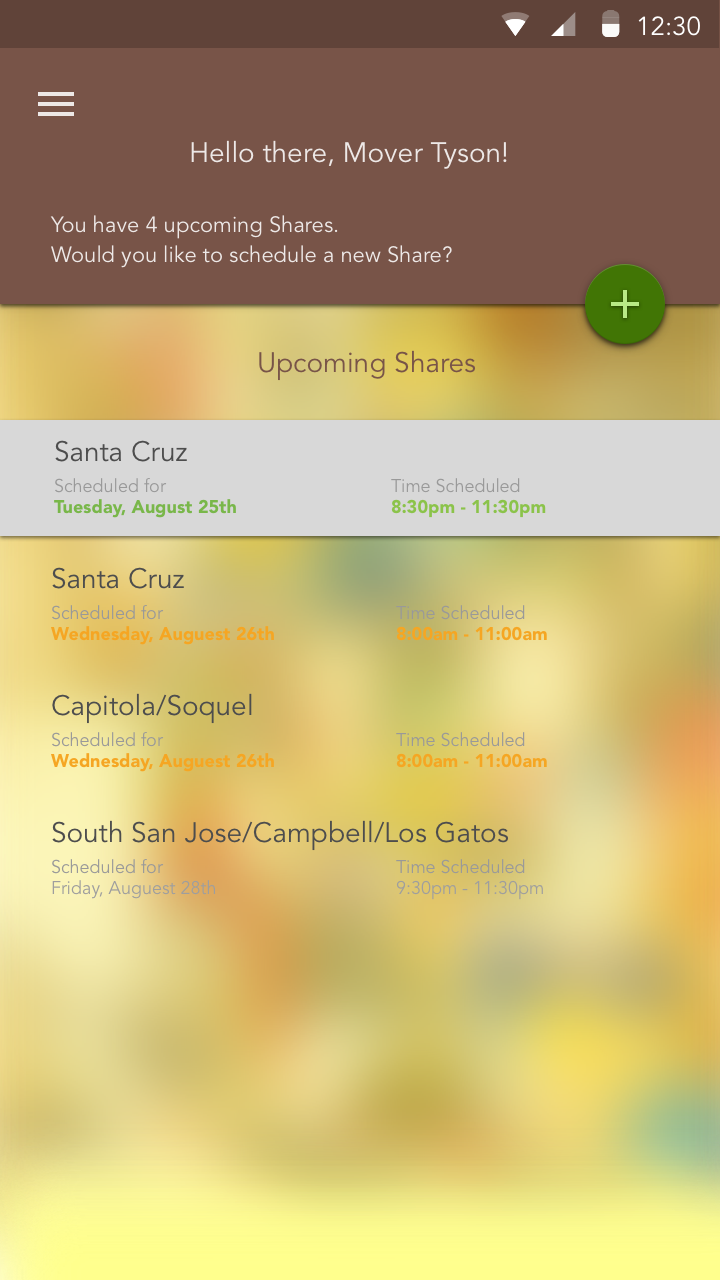 12:30
Hello there, Mover Tyson!
You have 4 upcoming Shares.
Would you like to schedule a new Share?
Upcoming Shares
Santa Cruz
Scheduled for Time Scheduled
Tuesday, August 25th 8:30pm - 11:30pm
Santa Cruz
Scheduled for Time Scheduled
Wednesday, Auguest 26th 8:00am - 11:00am
Capitola/Soquel
Scheduled for Time Scheduled
Wednesday, Auguest 26th 8:00am - 11:00am
South San Jose/Campbell/Los Gatos
Scheduled for Time Scheduled
Friday, Auguest 28th 9:30pm - 11:30pm